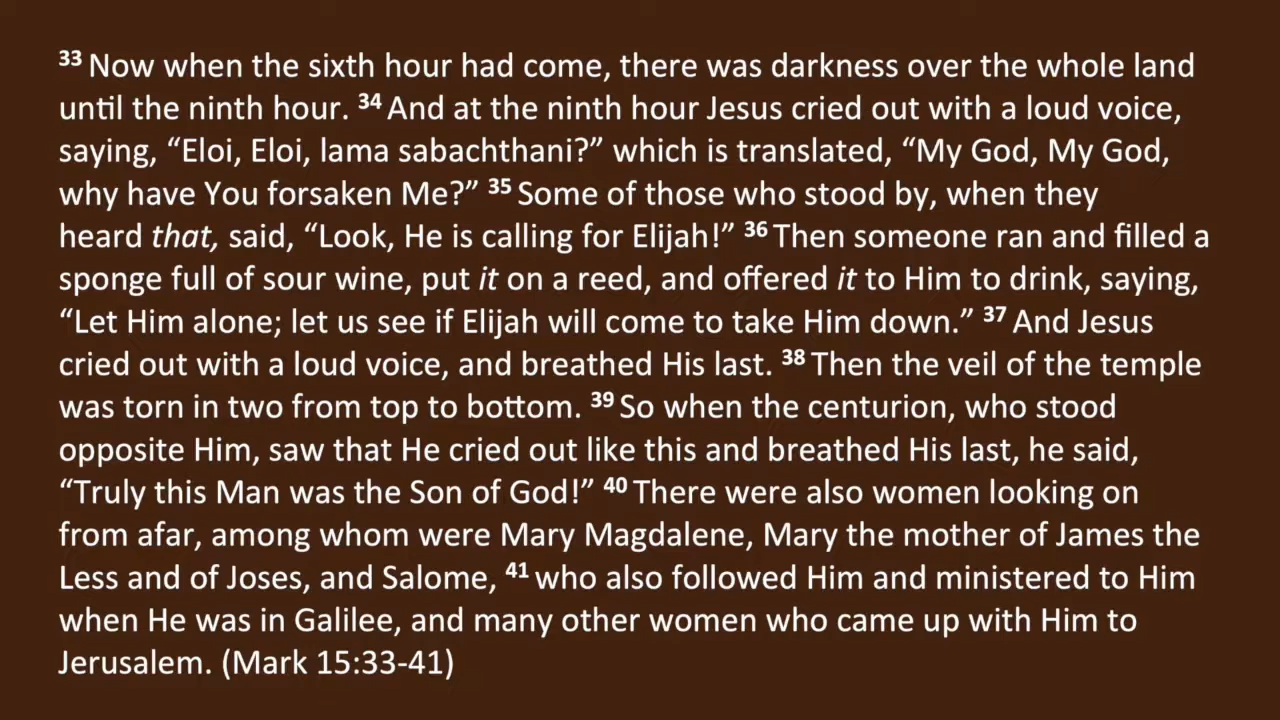 33 Now when the sixth hour had come, there was darkness over the whole land
until the ninth hour. 34 And at the ninth hour Jesus cried out with a loud voice,
saying, “Eloi, Eloi, lama sabachthani?” which is translated, “My God, My God,
why have You forsaken Me?” 35 Some of those who stood by, when they
heard that, said, “Look, He is calling for Elijah!” 36 Then someone ran and filled a
sponge full of sour wine, put it on a reed, and offered it to Him to drink, saying,
“Let Him alone; let us see if Elijah will come to take Him down.” 37 And Jesus
cried out with a loud voice, and breathed His last. 38 Then the veil of the temple
was torn in two from top to bottom. 39 So when the centurion, who stood
opposite Him, saw that He cried out like this and breathed His last, he said,
“Truly this Man was the Son of God!” 40 There were also women looking on
from afar, among whom were Mary Magdalene, Mary the mother of James the
Less and of Joses, and Salome, 41 who also followed Him and ministered to Him
when He was in Galilee, and many other women who came up with Him to
Jerusalem. (Mark 15:33-41)